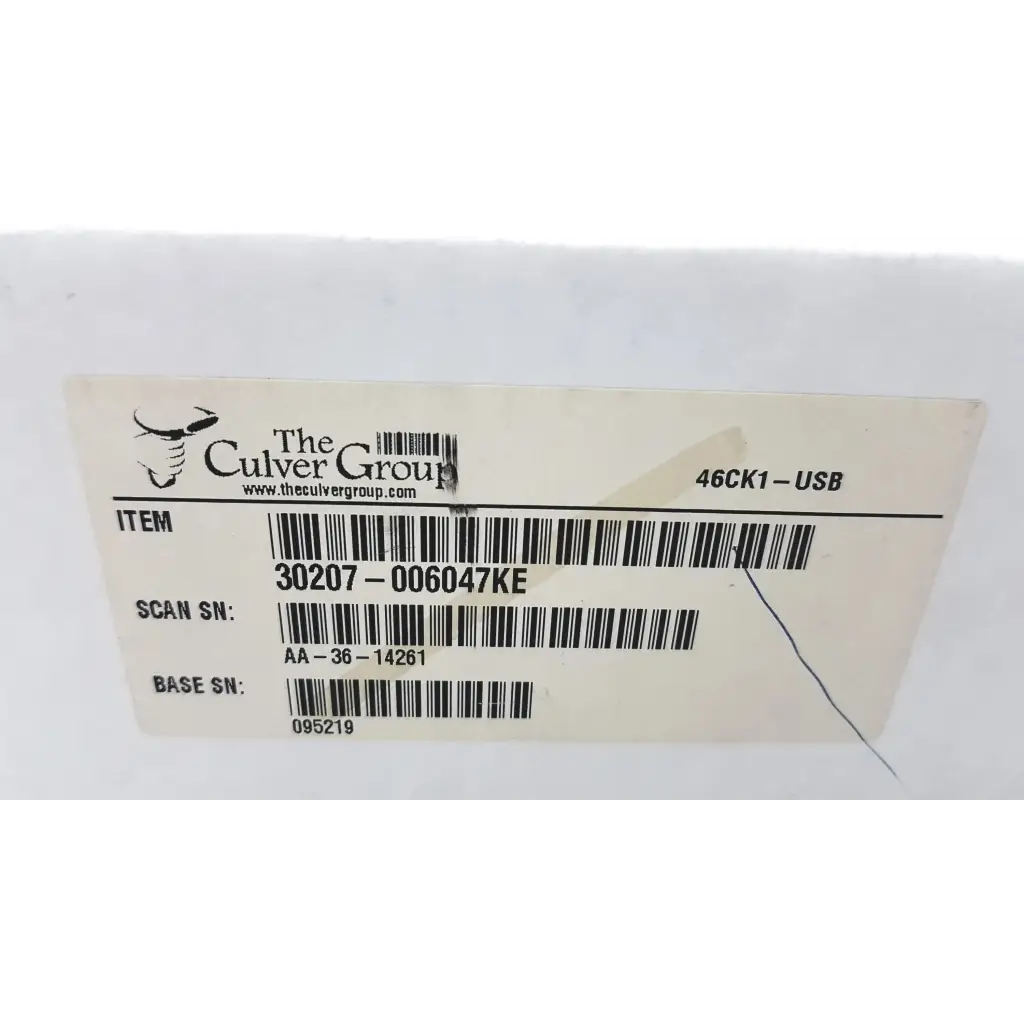 The
Culver Group
www.theculvergroup.com
46CK1-USB
ITEM
30207-006047KE
SCAN SN:
AA-36-14261
BASE SN:
095219